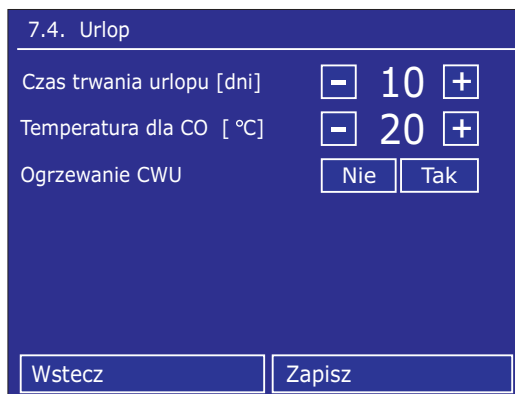 7.4. Urlop
Czas trwania urlopu [dni] - 10 +
Temperatura dla CO [ °C] - 20 +
Ogrzewanie CWU Nie Tak
Wstecz Zapisz